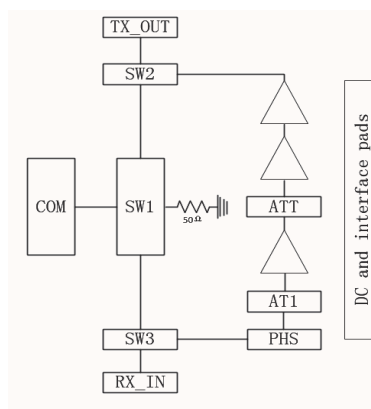 TX_OUT
SW2
COM
SW1
50Ω
ATT
AT1
SW3
PHS
RX_IN
DC and interface pads